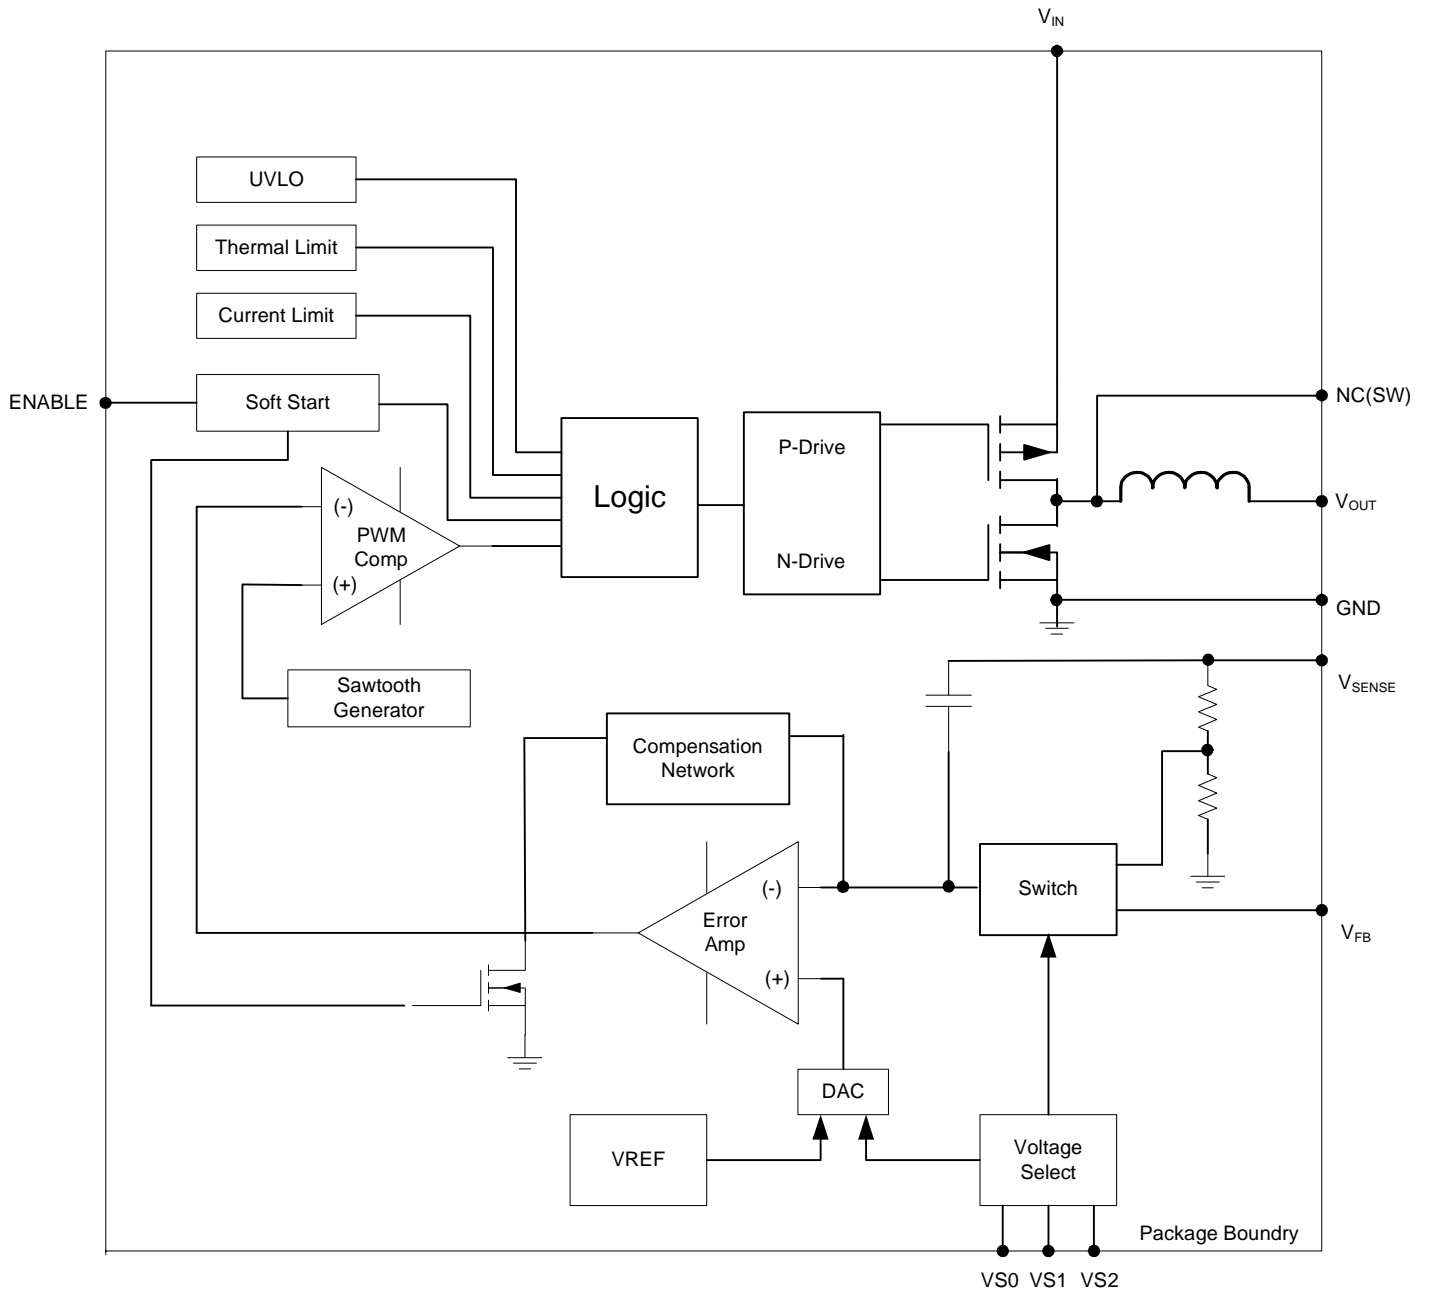 VIN
UVLO
Thermal Limit
Current Limit
ENABLE
Soft Start
NC(SW)
P-Drive
Logic
VOUT
(-)
PWM
Comp
(+)
N-Drive
GND
Sawtooth
Generator
VSENSE
Compensation
Network
Switch
(-)
Error
Amp
(+)
VFB
DAC
VREF
Voltage
Select
Package Boundry
VS0 VS1 VS2